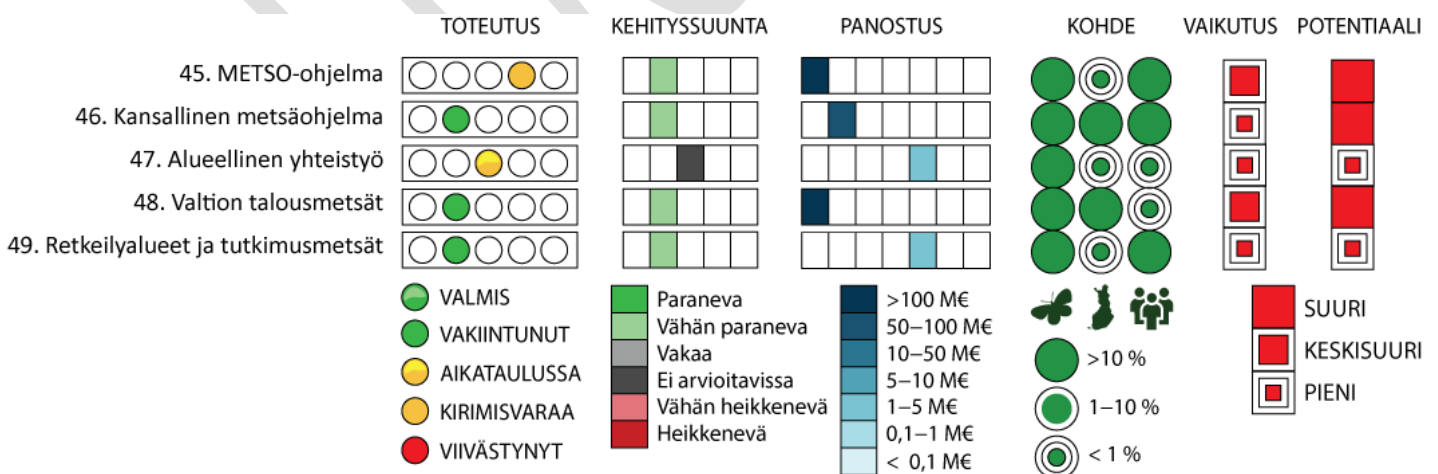 TOTEUTUS KEHITYSSUUNTA PANOSTUS KOHDE VAIKUTUS POTENTIAALI
45. METSO-ohjelma
46. Kansallinen metsäohjelma
47. Alueellinen yhteistyö
48. Valtion talousmetsät
49. Retkeilyalueet ja tutkimusmetsät
VALMIS
VAKIINTUNUT
AIKATAULUSSA
KIRIMISVARAA
VIIVÄSTYNYT
Paraneva
Vähän paraneva
Vakaa
Ei arvioitavissa
Vähän heikkenevä
Heikkenevä
>100 M€
50–100 M€
10–50 M€
5–10 M€
1–5 M€
0,1–1 M€
< 0,1 M€
>10 %
1–10 %
< 1 %
SUURI
KESKISUURI
PIENI